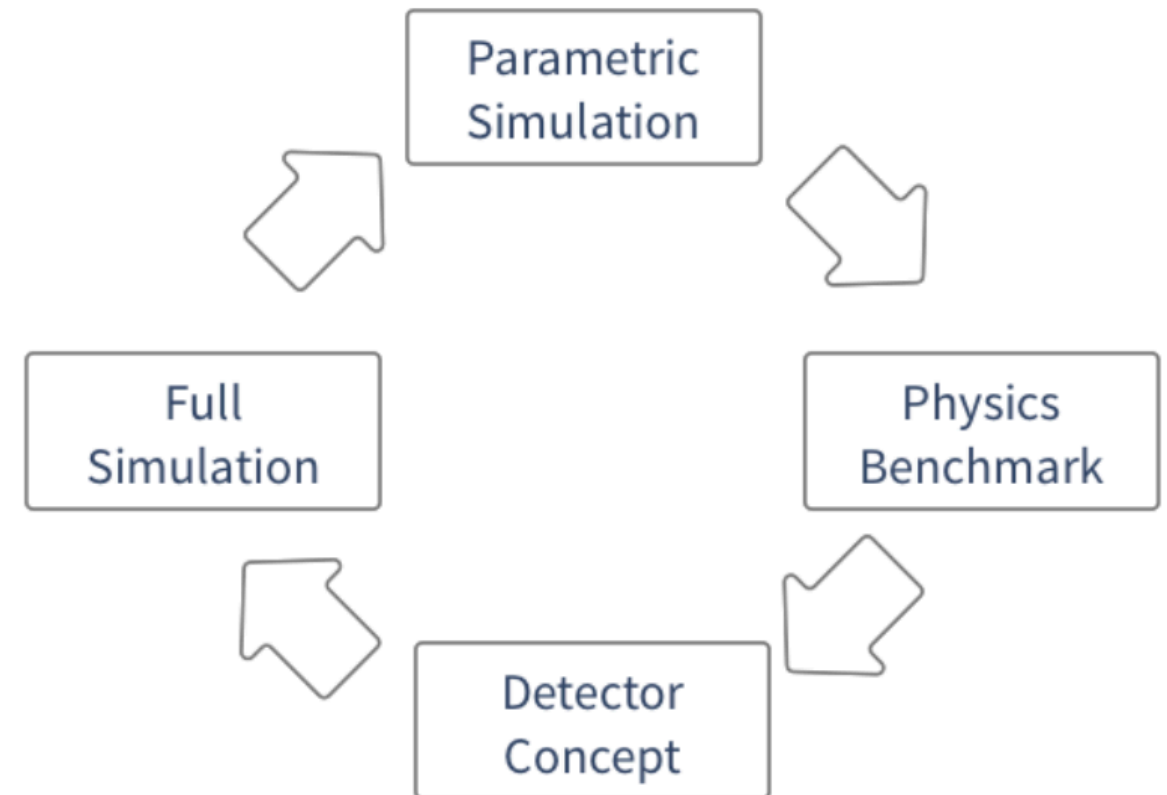 Parametric
Simulation
Full
Simulation
Physics
Benchmark
Detector
Concept